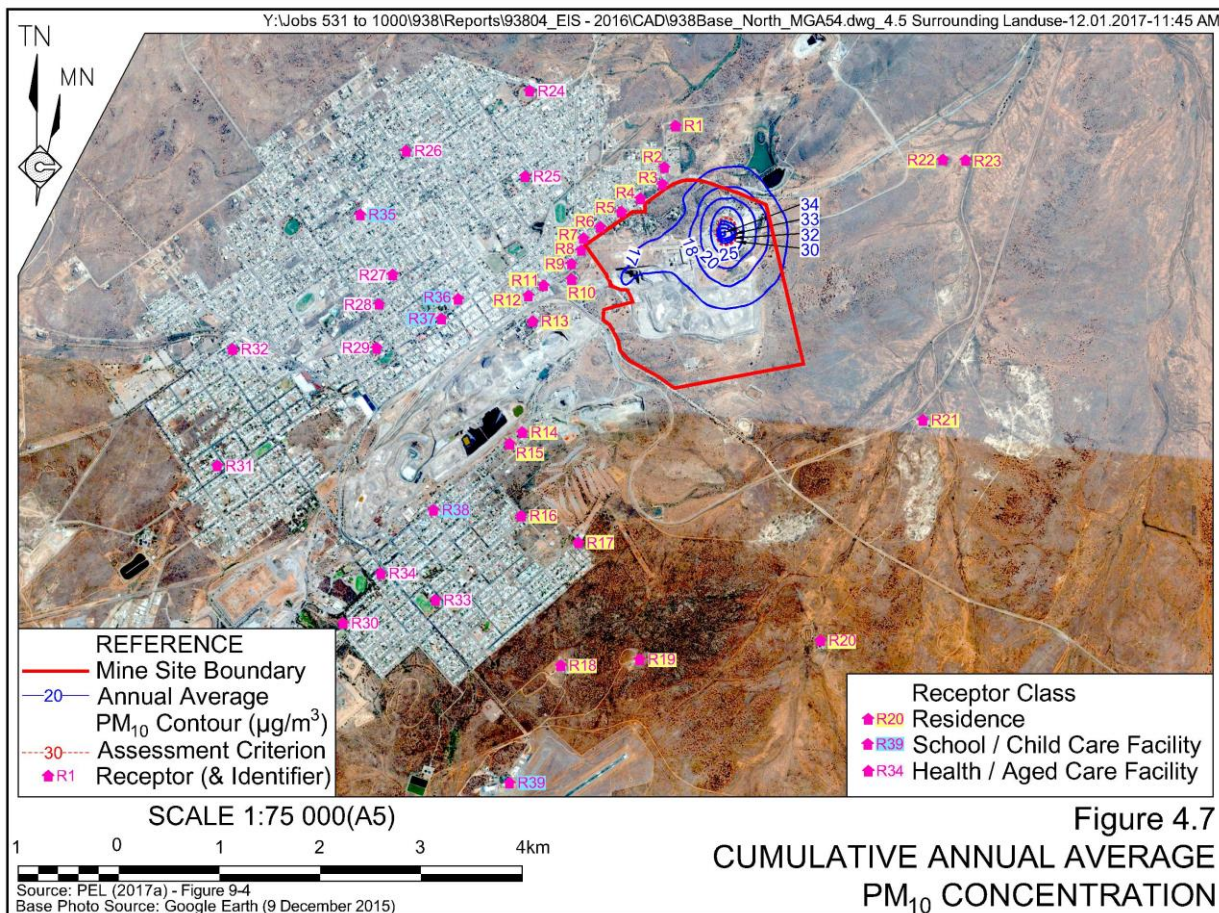 Y:\Jobs 531 to 1000\938\Reports\93804_EIS - 2016\CAD\938Base_North_MGA54.dwg_4.5 Surrounding Landuse-12.01.2017-11:45 AM
TN
MN
R24
R1
R26
R25
R2
R3
R22
R23
R4
R5
R35
R6
R7
R8
R9
R10
R11
R12
R13
R27
R28
R36
R37
R29
R32
17
18
20
25
34
33
32
30
R21
R14
R15
R31
R38
R16
R17
R34
R33
R30
R20
R18
R19
R39
REFERENCE
Mine Site Boundary
20 Annual Average
PM10 Contour (µg/m³)
30 Assessment Criterion
R1 Receptor (& Identifier)
Receptor Class
R20 Residence
R39 School / Child Care Facility
R34 Health / Aged Care Facility
SCALE 1:75 000(A5)
1 0 1 2 3 4km
Source: PEL (2017a) - Figure 9-4
Base Photo Source: Google Earth (9 December 2015)
Figure 4.7
CUMULATIVE ANNUAL AVERAGE
PM10 CONCENTRATION